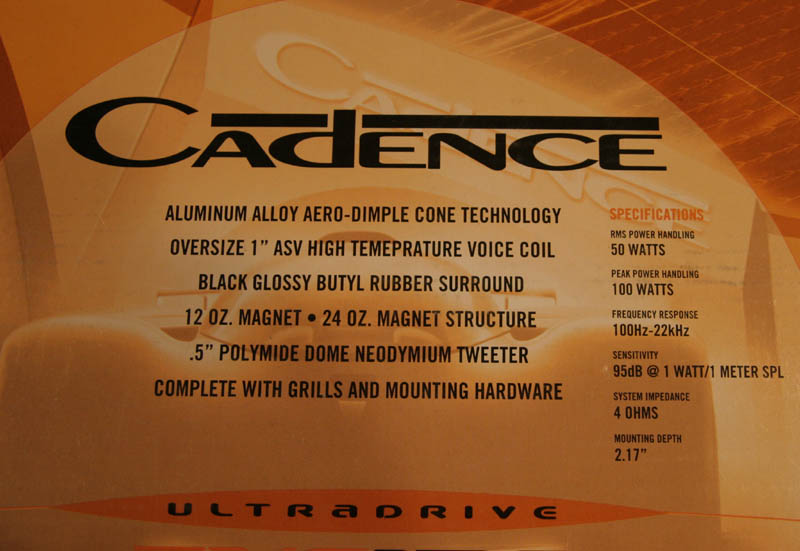 CADENCE
CADENCE
ALUMINUM ALLOY AERO-DIMPLE CONE TECHNOLOGY
OVERSIZE 1" ASV HIGH TEMEPRATURE VOICE COIL
BLACK GLOSSY BUTYL RUBBER SURROUND
12 OZ. MAGNET • 24 OZ. MAGNET STRUCTURE
.5" POLYMIDE DOME NEODYMIUM TWEETER
COMPLETE WITH GRILLS AND MOUNTING HARDWARE
SPECIFICATIONS
RMS POWER HANDLING
50 WATTS
PEAK POWER HANDLING
100 WATTS
FREQUENCY RESPONSE
100Hz-22kHz
SENSITIVITY
95dB @ 1 WATT/1 METER SPL
SYSTEM IMPEDANCE
4 OHMS
MOUNTING DEPTH
2.17"
ULTRADRIVE